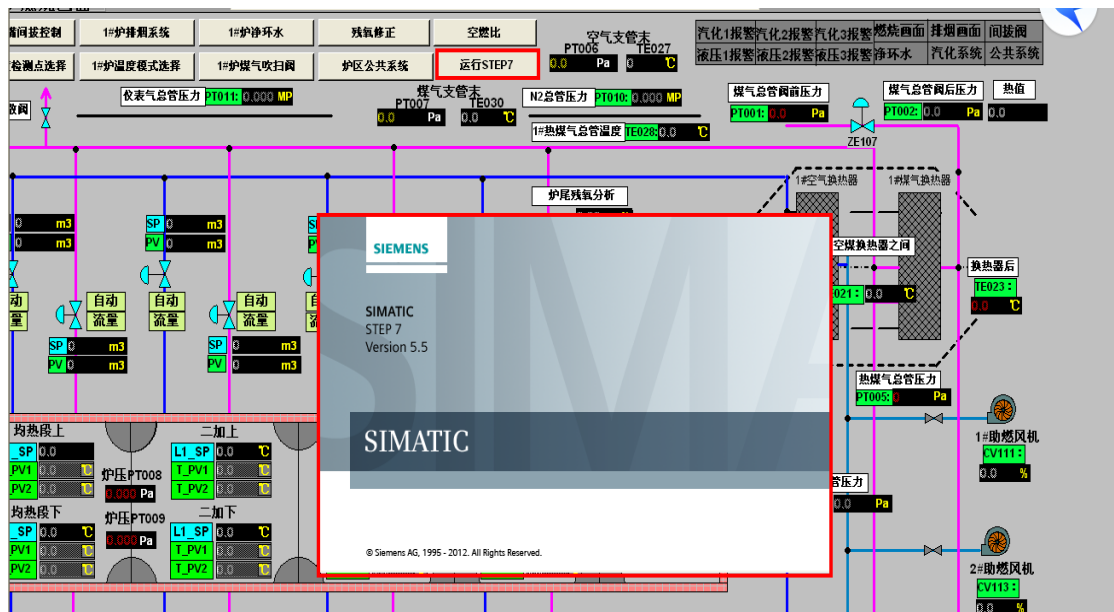 1#炉排烟系统
1#炉净环水
残氧修正
空燃比
1#炉温度模式选择
1#炉煤气吹扫阀
炉区公共系统
运行STEP7
空气支管末
PT006
TE027
0.0 Pa
0 ℃
汽化1报警 汽化2报警 汽化3报警 燃烧画面 排烟画面 间拔阀
液压1报警 液压2报警 液压3报警 净环水 汽化系统 公共系统
仪表气总管压力 PT011: 0.000 MP
煤气支管末
PT007
TE030
0.0 Pa
0.0 ℃
N2总管压力 PT010: 0.000 MP
1#热煤气总管温度 TE028: 0.0 ℃
煤气总管阀前压力
PT001: 0.0 Pa
ZE107
煤气总管阀后压力
PT002: 0.0 Pa
热值
0.0
炉尾残氧分析
1#空气换热器
1#煤气换热器
空煤换热器之间
021: 0.0 ℃
换热器后
TE023:
0.0 ℃
0 m3
0 m3
SP 0 m3
PV 0 m3
自动
流量
自动
流量
自动
流量
SP 0 m3
PV 0 m3
SP 0 m3
PV 0 m3
SIEMENS
SIMATIC
STEP 7
Version 5.5
SIMATIC
© Siemens AG, 1995 - 2012. All Rights Reserved.
热煤气总管压力
PT005: 0 Pa
管压力
0.0 Pa
1#助燃风机
CV111:
0.0 %
2#助燃风机
CV113:
0.0 %
均热段上
_SP 0.0
PV1 0.0 ℃
PV2 0.0 ℃
炉压PT008
0.000 Pa
二加上
L1_SP 0.0 ℃
T_PV1 0.0 ℃
T_PV2 0.0 ℃
均热段下
_SP 0.0 ℃
PV1 0.0 ℃
PV2 0.0 ℃
炉压PT009
0.000 Pa
二加下
L1_SP 0.0 ℃
T_PV1 0.0 ℃
T_PV2 0.0 ℃